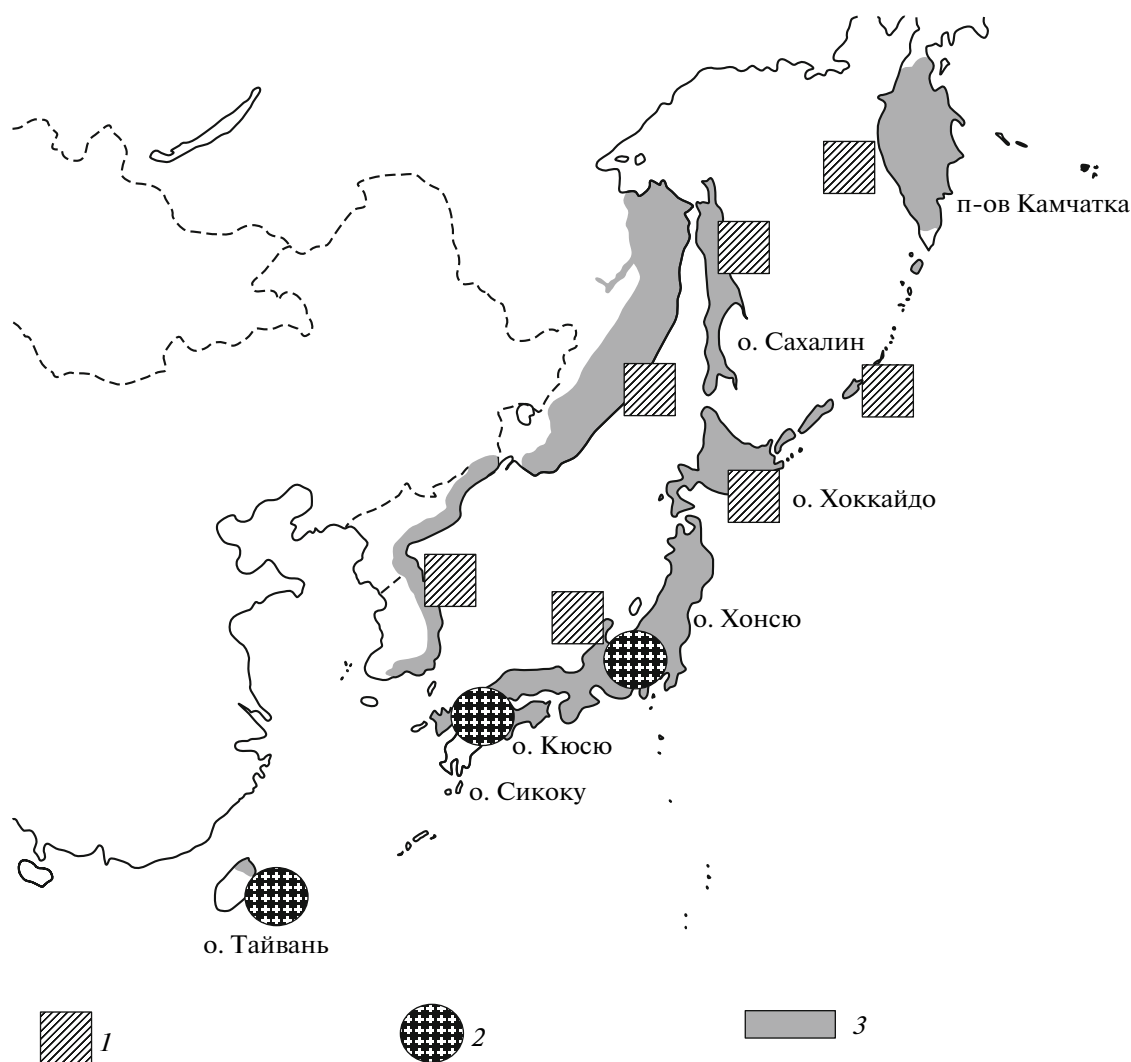 п-ов Камчатка
о. Сахалин
о. Хоккайдо
о. Хонсю
о. Кюсю
о. Сикоку
о. Тайвань
1
2
3